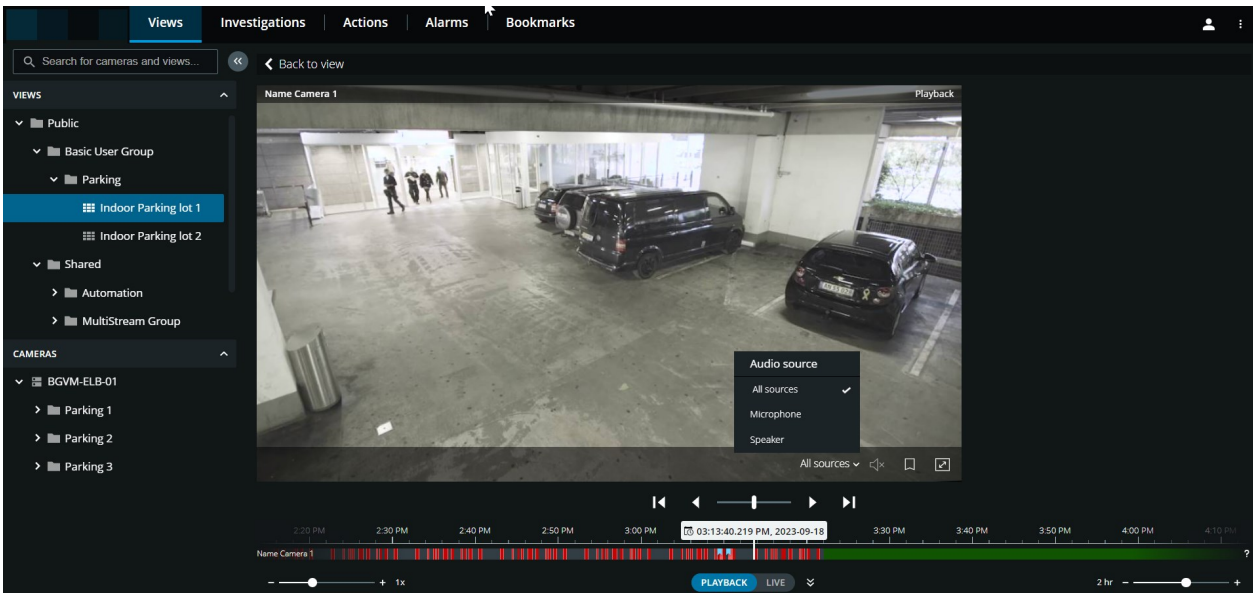 Views
Investigations
Actions
Alarms
Bookmarks
Search for cameras and views...
Back to view
VIEWS
Public
Basic User Group
Parking
Indoor Parking lot 1
Indoor Parking lot 2
Shared
Automation
MultiStream Group
CAMERAS
BGVM-ELB-01
Parking 1
Parking 2
Parking 3
Name Camera 1
Playback
Audio source
All sources
Microphone
Speaker
All sources
2:20 PM 2:30 PM 2:40 PM 2:50 PM 3:00 PM 03:13:40.219 PM, 2023-09-18 3:30 PM 3:40 PM 3:50 PM 4:00 PM 4:10 PM
Name Camera 1 ?
- + 1x
PLAYBACK LIVE
2 hr - +